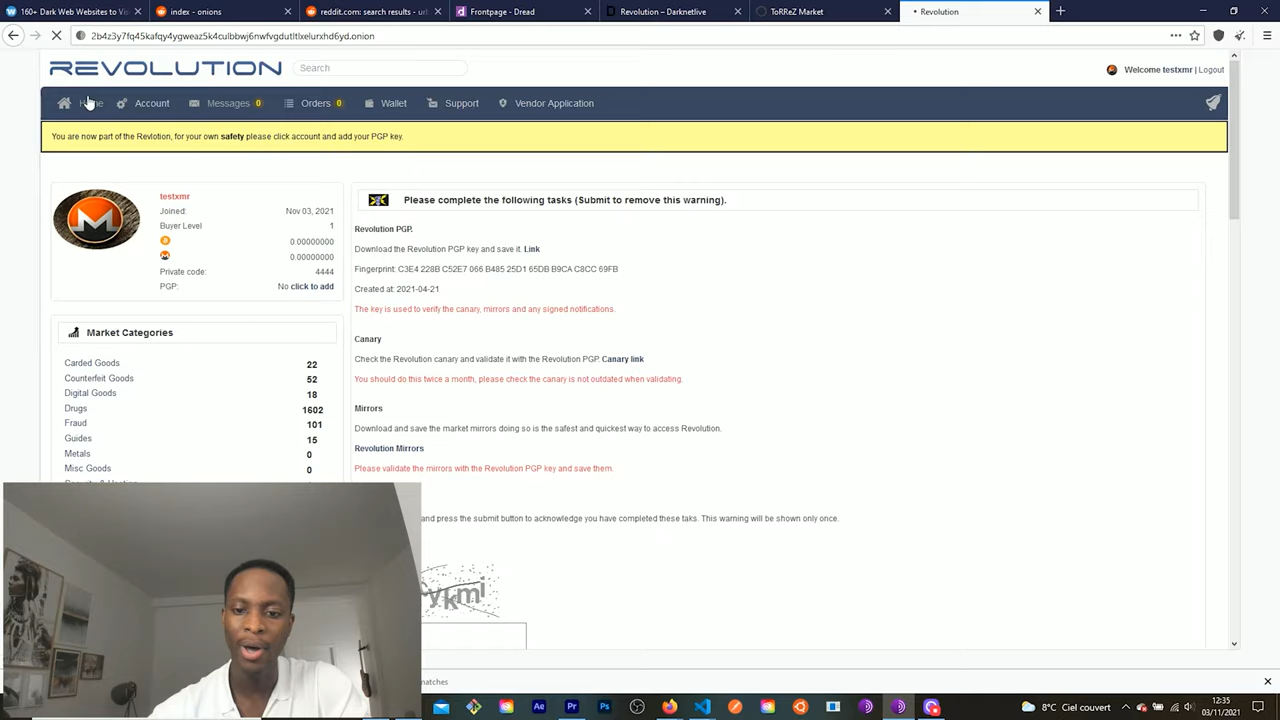 160+ Dark Web Websites to Vis
index - onions
reddit.com: search results - ur
Frontpage – Dread
Revolution – Darknetlive
ToRReZ Market
Revolution
2b4z3y7fq45kafqy4ygweaz5k4culbbwj6nwfvgdutltlxelurxhd6yd.onion
REVOLUTION
Search
Welcome testxmr | Logout
Home
Account
Messages 0
Orders 0
Wallet
Support
Vendor Application
You are now part of the Revlotion, for your own safety please click account and add your PGP key.
testxmr
Joined: Nov 03, 2021
Buyer Level 1
0.00000000
0.00000000
Private code: 4444
PGP: No click to add
Market Categories
Carded Goods 22
Counterfeit Goods 52
Digital Goods 18
Drugs 1602
Fraud 101
Guides 15
Metals 0
Misc Goods 0
Please complete the following tasks (Submit to remove this warning).
Revolution PGP.
Download the Revolution PGP key and save it. Link
Fingerprint: C3E4 228B C52E7 066 B485 25D1 65DB B9CA C8CC 69FB
Created at: 2021-04-21
The key is used to verify the canary, mirrors and any signed notifications.
Canary
Check the Revolution canary and validate it with the Revolution PGP. Canary link
You should do this twice a month, please check the canary is not outdated when validating.
Mirrors
Download and save the market mirrors doing so is the safest and quickest way to access Revolution.
Revolution Mirrors
Please validate the mirrors with the Revolution PGP key and save them.
and press the submit button to acknowledge you have completed these taks. This warning will be shown only once.
ykmi
matches
Ae
Pr
Ps
8°C Ciel couvert
12:35
03/11/2021